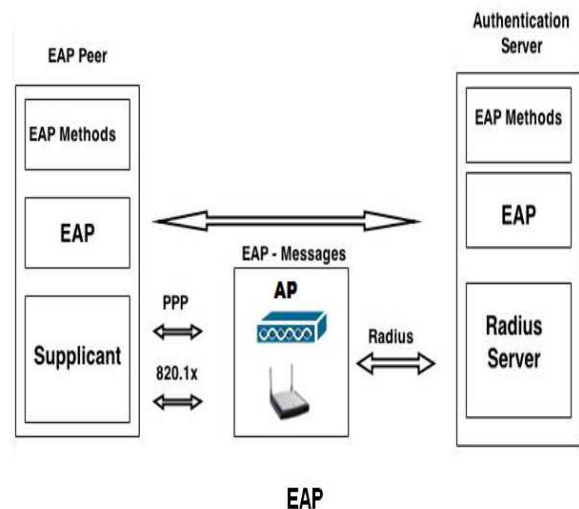 EAP Peer
EAP Methods
EAP
Supplicant
EAP - Messages
PPP
820.1x
AP
Radius
Authentication
Server
EAP Methods
EAP
Radius
Server
EAP